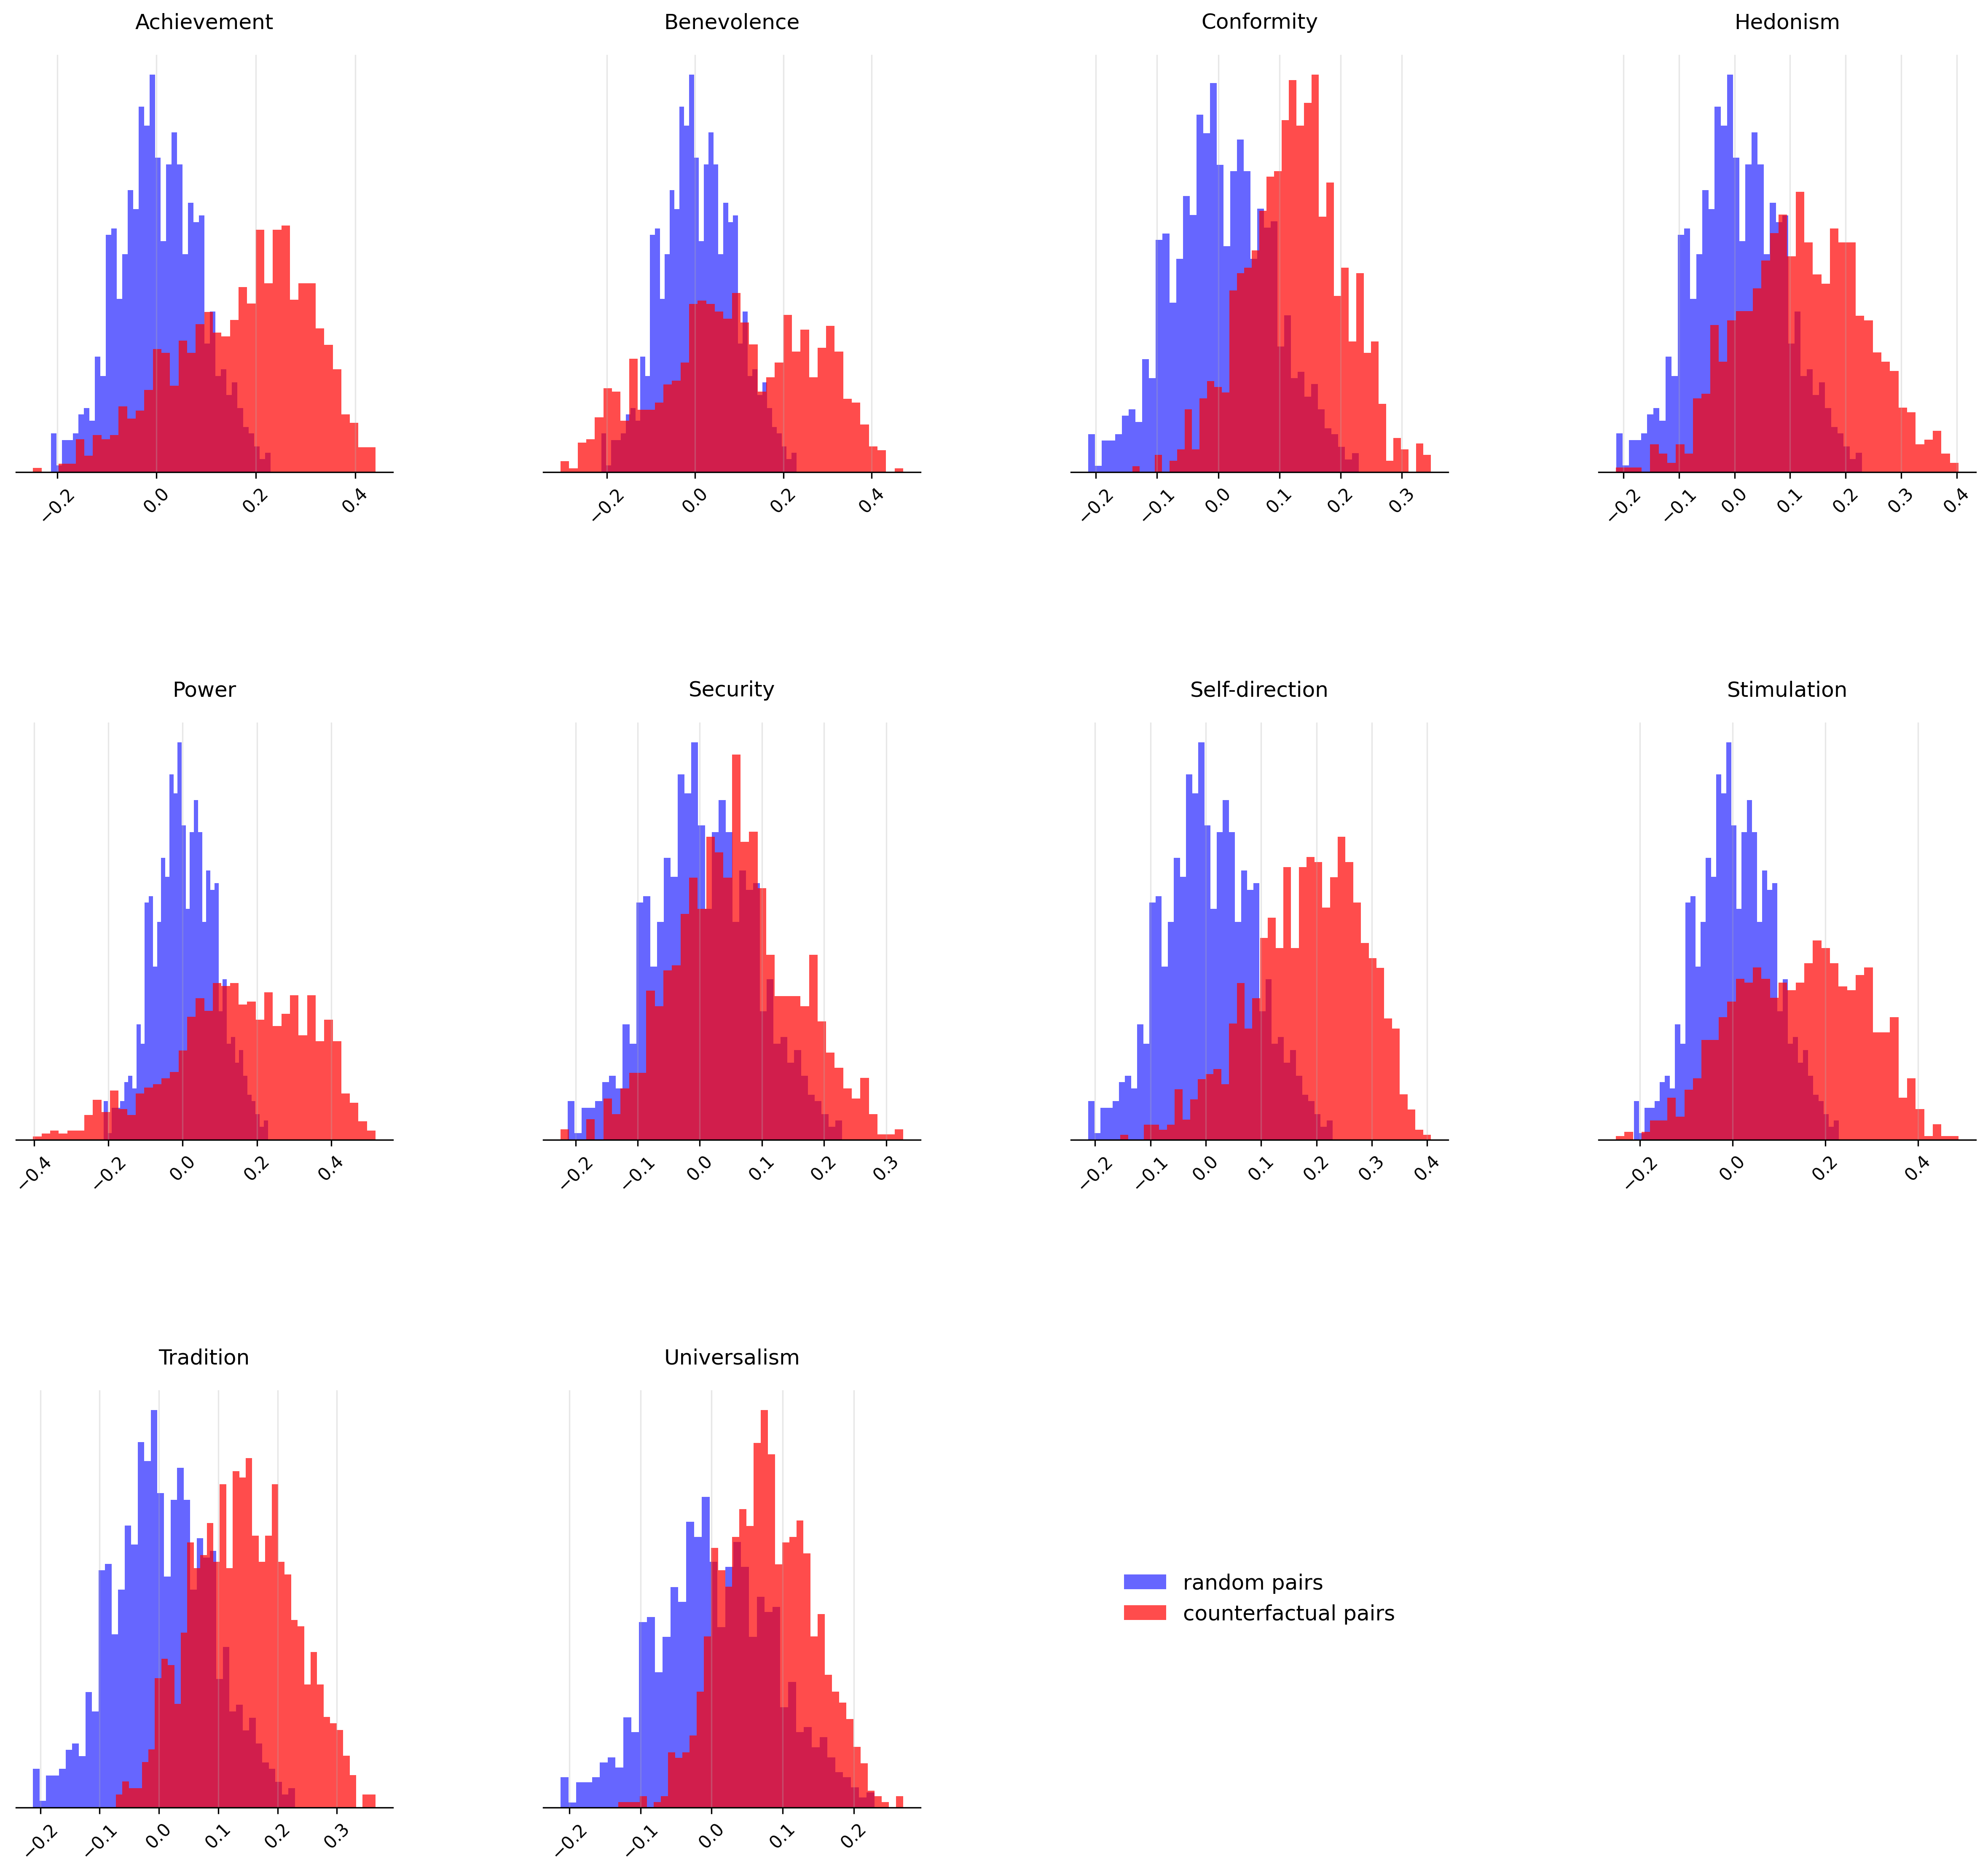 Achievement Benevolence Conformity Hedonism
−0.2 0.0 0.2 0.4 −0.2 0.0 0.2 0.4 −0.2 −0.1 0.0 0.1 0.2 0.3 −0.2 −0.1 0.0 0.1 0.2 0.3 0.4
Power Security Self-direction Stimulation
−0.4 −0.2 0.0 0.2 0.4 −0.2 −0.1 0.0 0.1 0.2 0.3 −0.2 −0.1 0.0 0.1 0.2 0.3 0.4 −0.2 0.0 0.2 0.4
Tradition Universalism
random pairs
counterfactual pairs
−0.2 −0.1 0.0 0.1 0.2 0.3 −0.2 −0.1 0.0 0.1 0.2